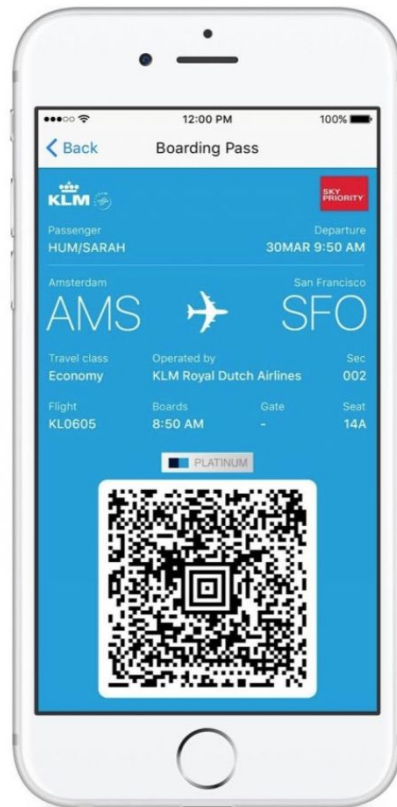 12:00 PM 100%
Back Boarding Pass
KLM SKY PRIORITY
Passenger Departure
HUM/SARAH 30MAR 9:50 AM
Amsterdam San Francisco
AMS SFO
Travel class Operated by Sec
Economy KLM Royal Dutch Airlines 002
Flight Boards Gate Seat
KL0605 8:50 AM - 14A
PLATINUM